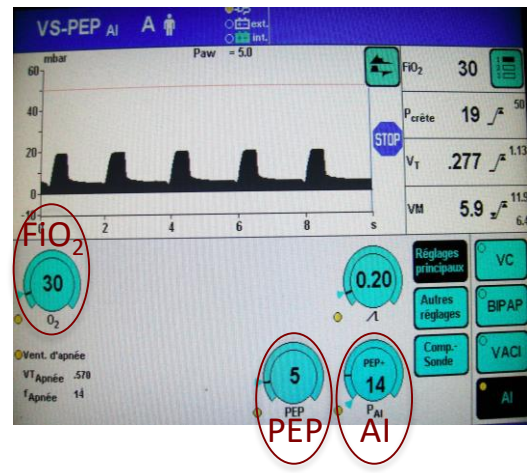 VS-PEP AI A
ext.
int.
mbar Paw = 5.0
60
40
20
0
-10
0 2 4 6 8 s
FiO2 30
Pcrête 19 50
STOP
VT .277 1.13
VM 5.9 11.9
6.4
FiO2
30
O2
0.20
Réglages principaux
VC
Autres réglages
BIPAP
Comp.-Sonde
VACI
AI
Vent. d'apnée
VTApnée .570
fApnée 14
5
PEP
PEP+
14
PAI
PEP AI